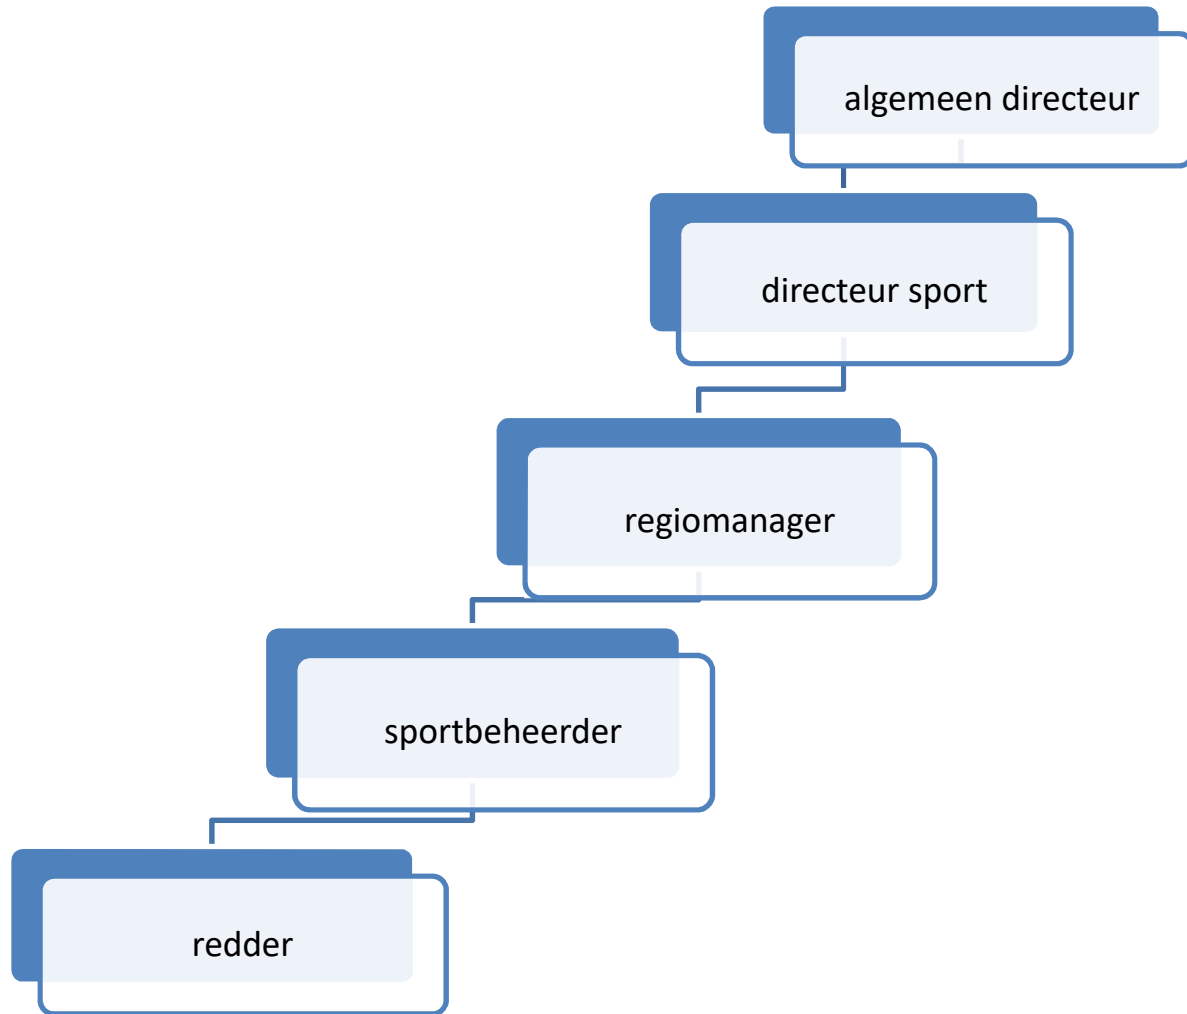 algemeen directeur
directeur sport
regiomanager
sportbeheerder
redder